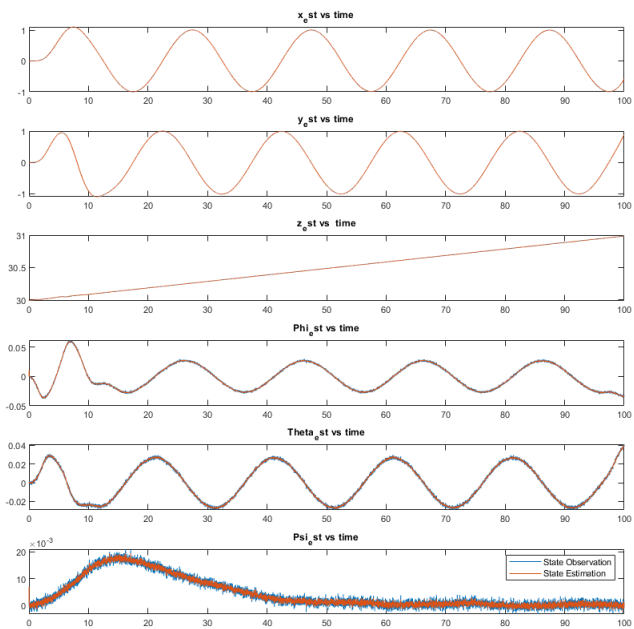 x_est vs time
1
0
-1
0 10 20 30 40 50 60 70 80 90 100
y_est vs time
1
0
-1
0 10 20 30 40 50 60 70 80 90 100
z_est vs time
31
30.5
30
0 10 20 30 40 50 60 70 80 90 100
Phi_est vs time
0.05
0
-0.05
0 10 20 30 40 50 60 70 80 90 100
Theta_est vs time
0.04
0.02
0
-0.02
0 10 20 30 40 50 60 70 80 90 100
Psi_est vs time
×10^-3
20
10
0
0 10 20 30 40 50 60 70 80 90 100
State Observation
State Estimation